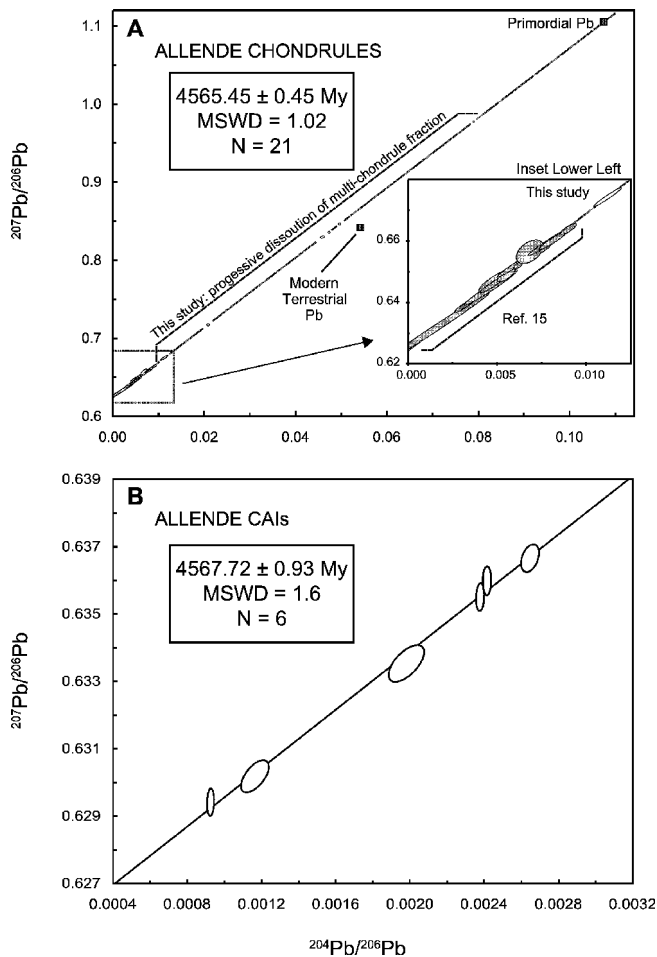 A
ALLENDE CHONDRULES
4565.45 ± 0.45 My
MSWD = 1.02
N = 21
Primordial Pb
This study: progessive dissoution of multi-chondrule fraction
Modern
Terrestrial
Pb
Inset Lower Left
This study
Ref. 15
0.66
0.64
0.62
0.000
0.005
0.010
1.1
1.0
0.9
0.8
0.7
0.6
²⁰⁷Pb/²⁰⁶Pb
0.00
0.02
0.04
0.06
0.08
0.10
B
ALLENDE CAIs
4567.72 ± 0.93 My
MSWD = 1.6
N = 6
0.639
0.637
0.635
0.633
0.631
0.629
0.627
²⁰⁷Pb/²⁰⁶Pb
0.0004
0.0008
0.0012
0.0016
0.0020
0.0024
0.0028
0.0032
²⁰⁴Pb/²⁰⁶Pb